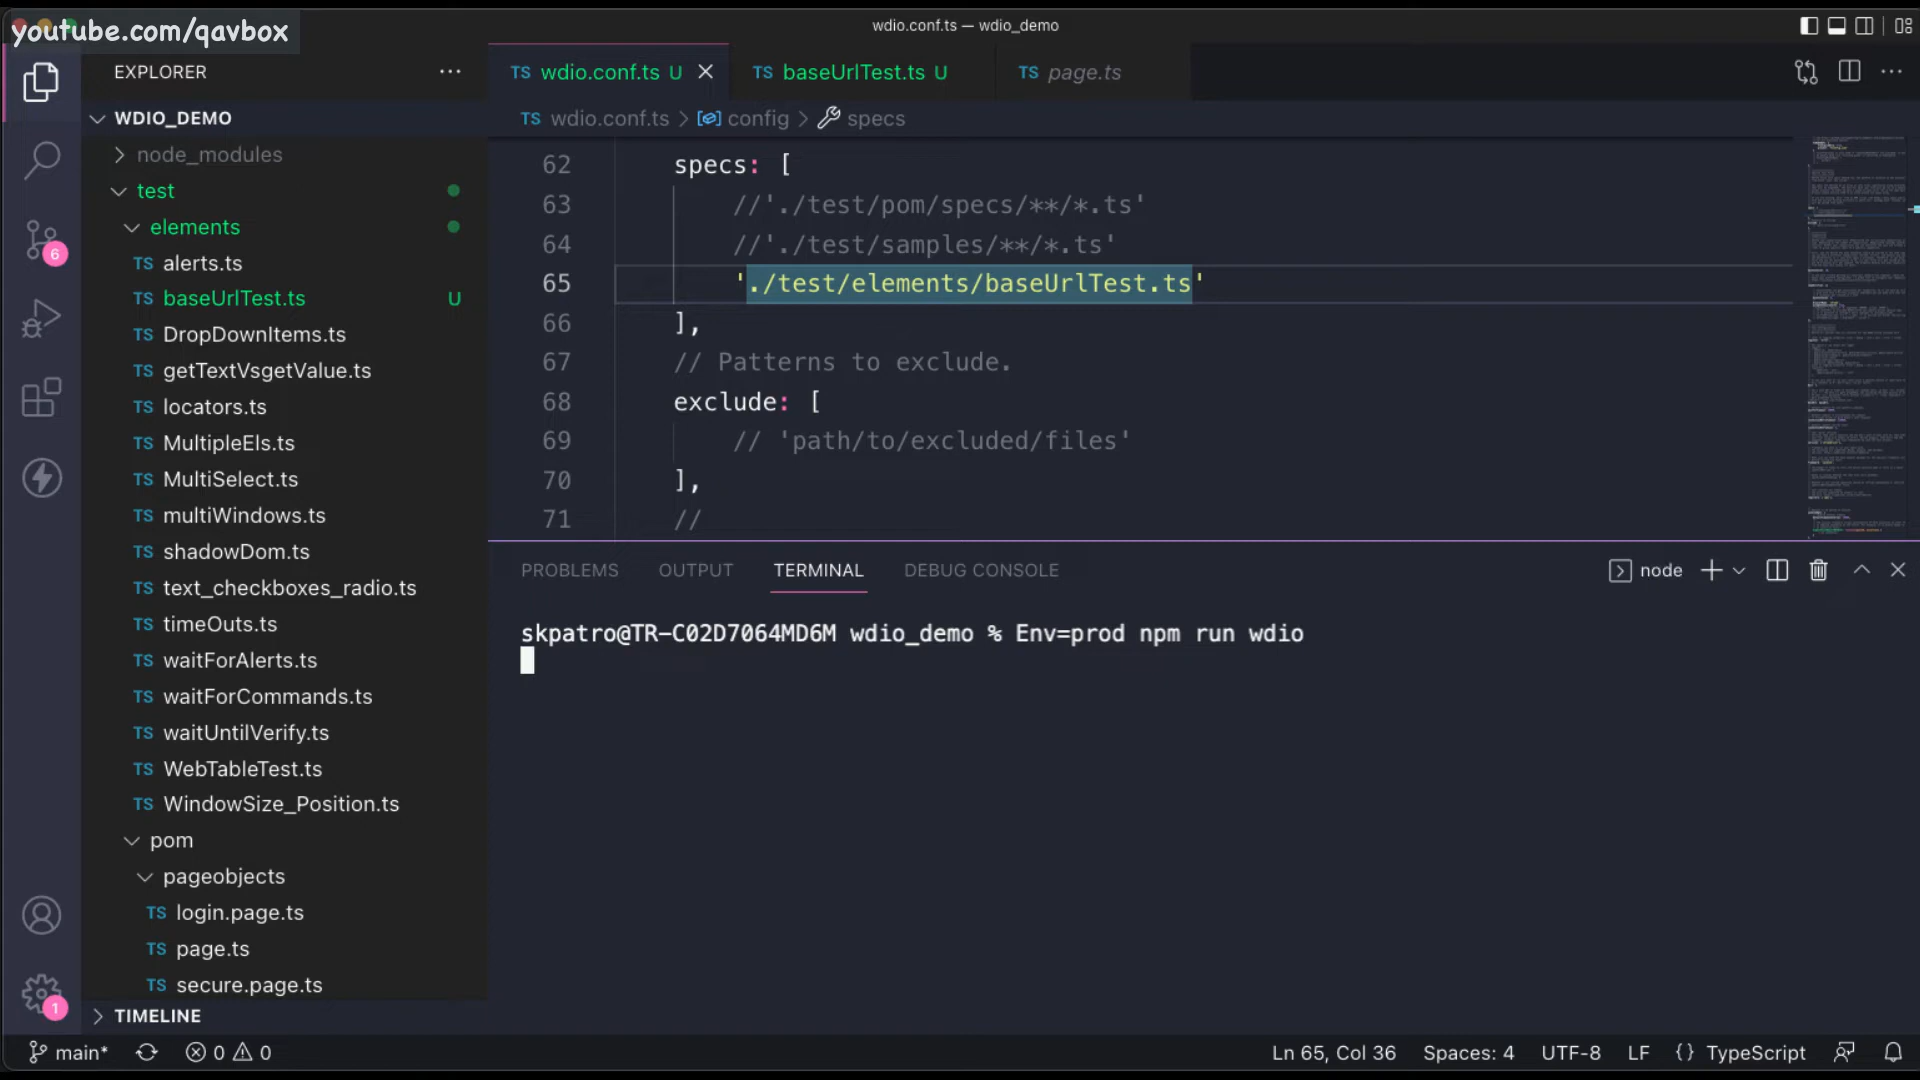 youtube.com/qavbox
wdio.conf.ts — wdio_demo
EXPLORER
TS wdio.conf.ts U
TS baseUrlTest.ts U
TS page.ts
WDIO_DEMO
TS wdio.conf.ts > config > specs
node_modules
test
elements
TS alerts.ts
TS baseUrlTest.ts U
TS DropDownItems.ts
TS getTextVsgetValue.ts
TS locators.ts
TS MultipleEls.ts
TS MultiSelect.ts
TS multiWindows.ts
TS shadowDom.ts
TS text_checkboxes_radio.ts
TS timeOuts.ts
TS waitForAlerts.ts
TS waitForCommands.ts
TS waitUntilVerify.ts
TS WebTableTest.ts
TS WindowSize_Position.ts
pom
pageobjects
TS login.page.ts
TS page.ts
TS secure.page.ts
TIMELINE
6
1
62 specs: [
63 //'./test/pom/specs/**/*.ts'
64 //'./test/samples/**/*.ts'
65 './test/elements/baseUrlTest.ts'
66 ],
67 // Patterns to exclude.
68 exclude: [
69 // 'path/to/excluded/files'
70 ],
71 //
PROBLEMS OUTPUT TERMINAL DEBUG CONSOLE
node
skpatro@TR-C02D7064MD6M wdio_demo % Env=prod npm run wdio
main* 0 0
Ln 65, Col 36 Spaces: 4 UTF-8 LF {} TypeScript